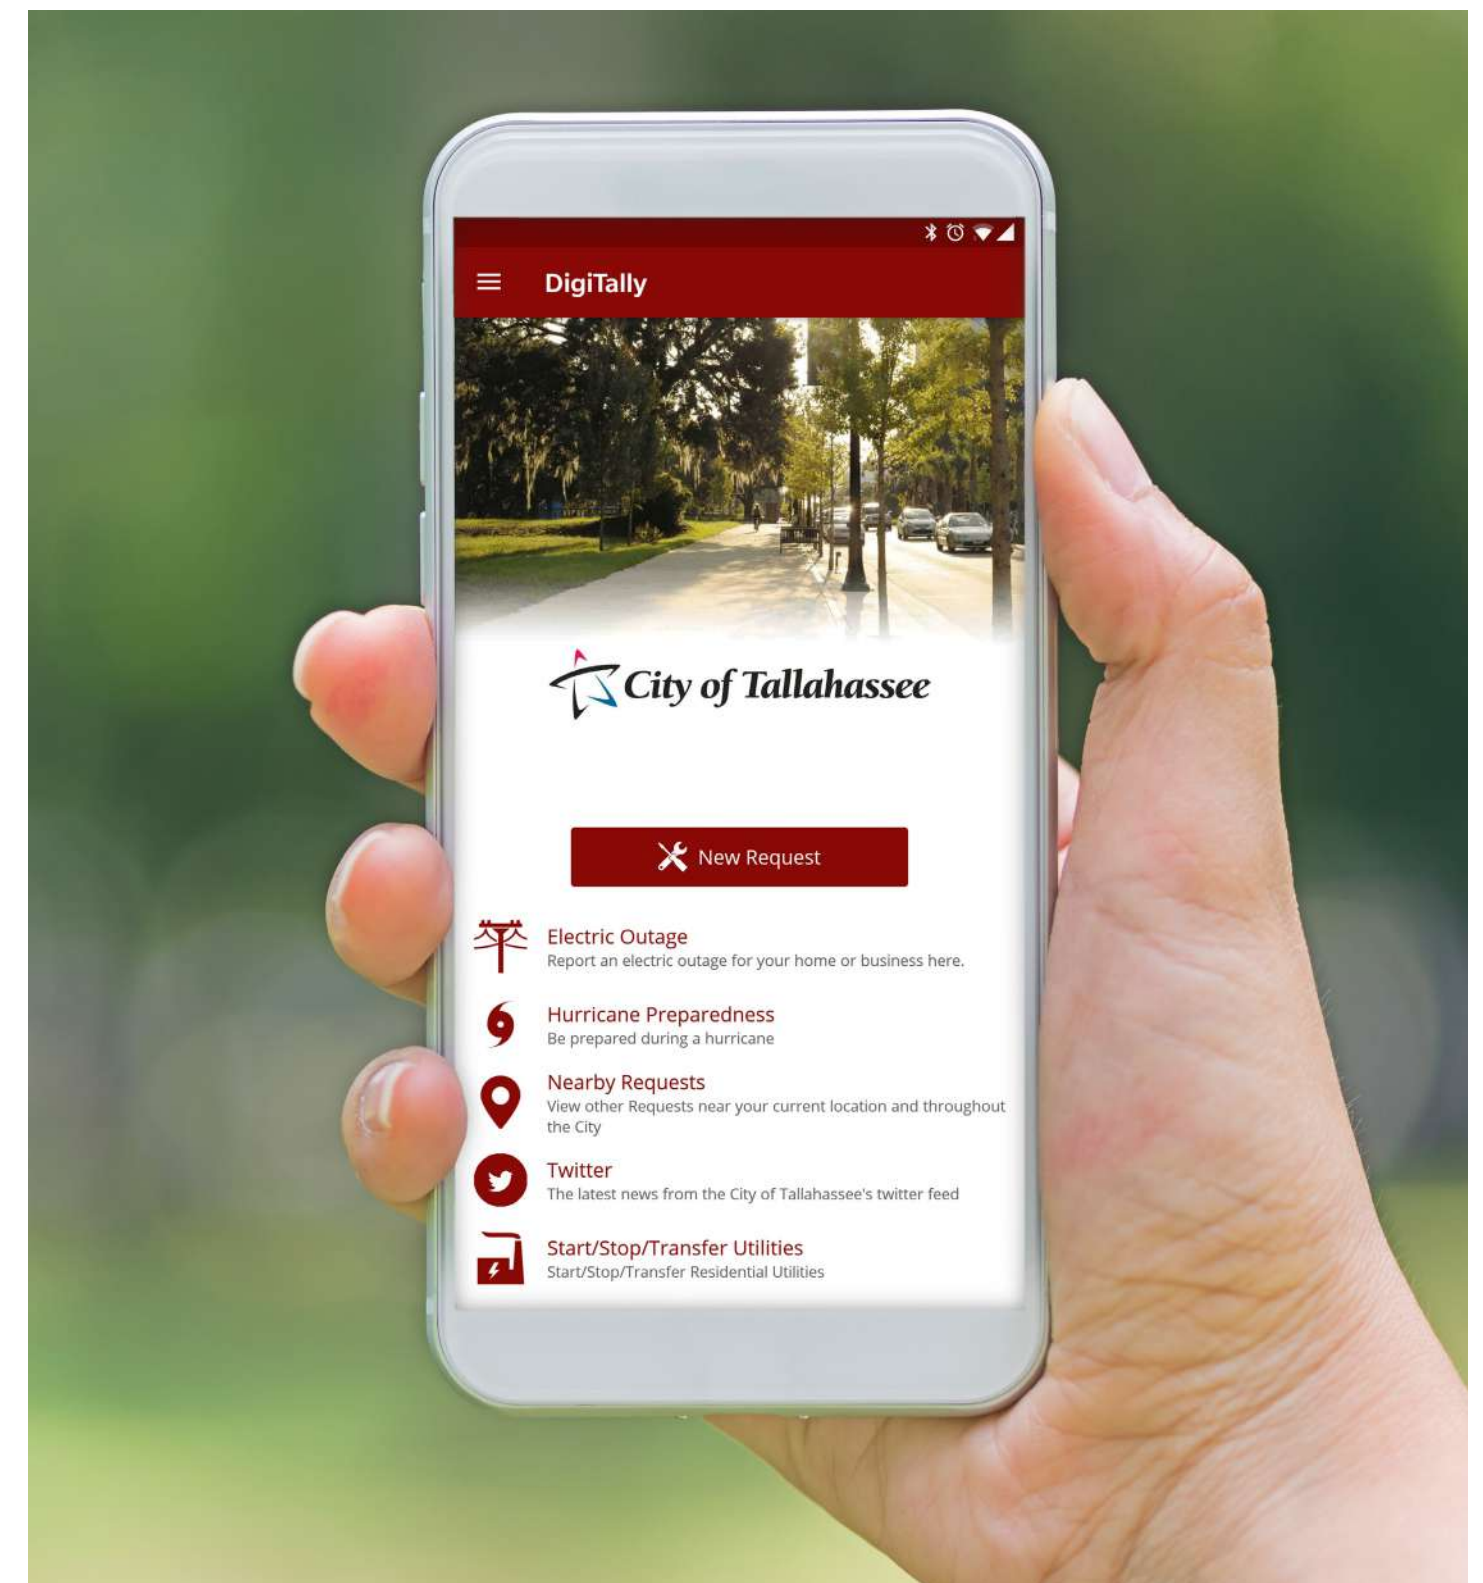 DigiTally
City of Tallahassee
New Request
Electric Outage
Report an electric outage for your home or business here.
Hurricane Preparedness
Be prepared during a hurricane
Nearby Requests
View other Requests near your current location and throughout
the City
Twitter
The latest news from the City of Tallahassee's twitter feed
Start/Stop/Transfer Utilities
Start/Stop/Transfer Residential Utilities